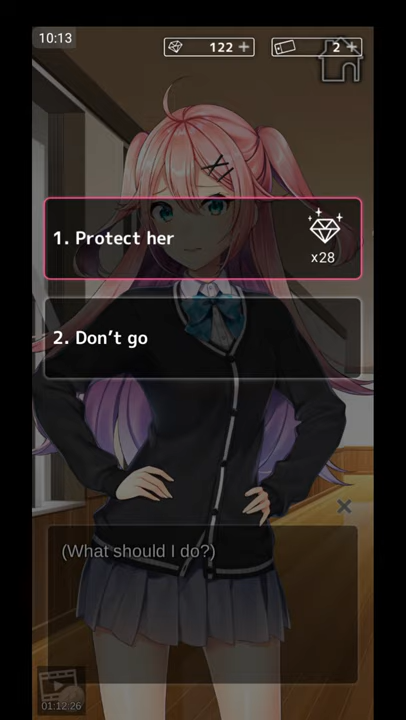 10:13
122 +
2 +
1. Protect her
x28
2. Don't go
(What should I do?)
01:12,26